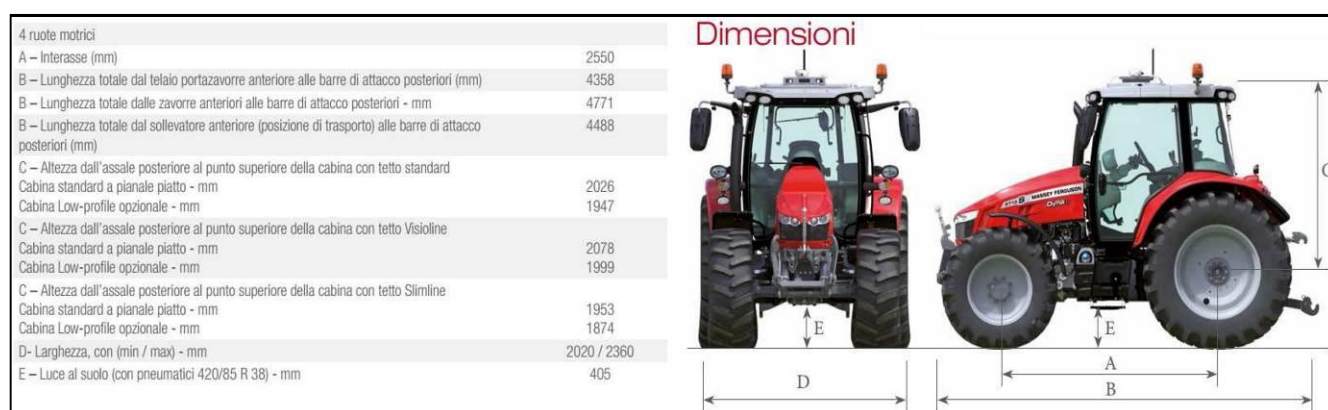 4 ruote motrici
A – Interasse (mm) 2550
B – Lunghezza totale dal telaio portazavorre anteriore alle barre di attacco posteriori (mm) 4358
B – Lunghezza totale dalle zavorre anteriori alle barre di attacco posteriori - mm 4771
B – Lunghezza totale dal sollevatore anteriore (posizione di trasporto) alle barre di attacco 4488
posteriori (mm)
C – Altezza dall'assale posteriore al punto superiore della cabina con tetto standard
Cabina standard a pianale piatto - mm 2026
Cabina Low-profile opzionale - mm 1947
C – Altezza dall'assale posteriore al punto superiore della cabina con tetto Visioline
Cabina standard a pianale piatto - mm 2078
Cabina Low-profile opzionale - mm 1999
C – Altezza dall'assale posteriore al punto superiore della cabina con tetto Slimline
Cabina standard a pianale piatto - mm 1953
Cabina Low-profile opzionale - mm 1874
D- Larghezza, con (min / max) - mm 2020 / 2360
E – Luce al suolo (con pneumatici 420/85 R 38) - mm 405
Dimensioni
MASSEY FERGUSON
Dyna
C
E
E
A
D
B